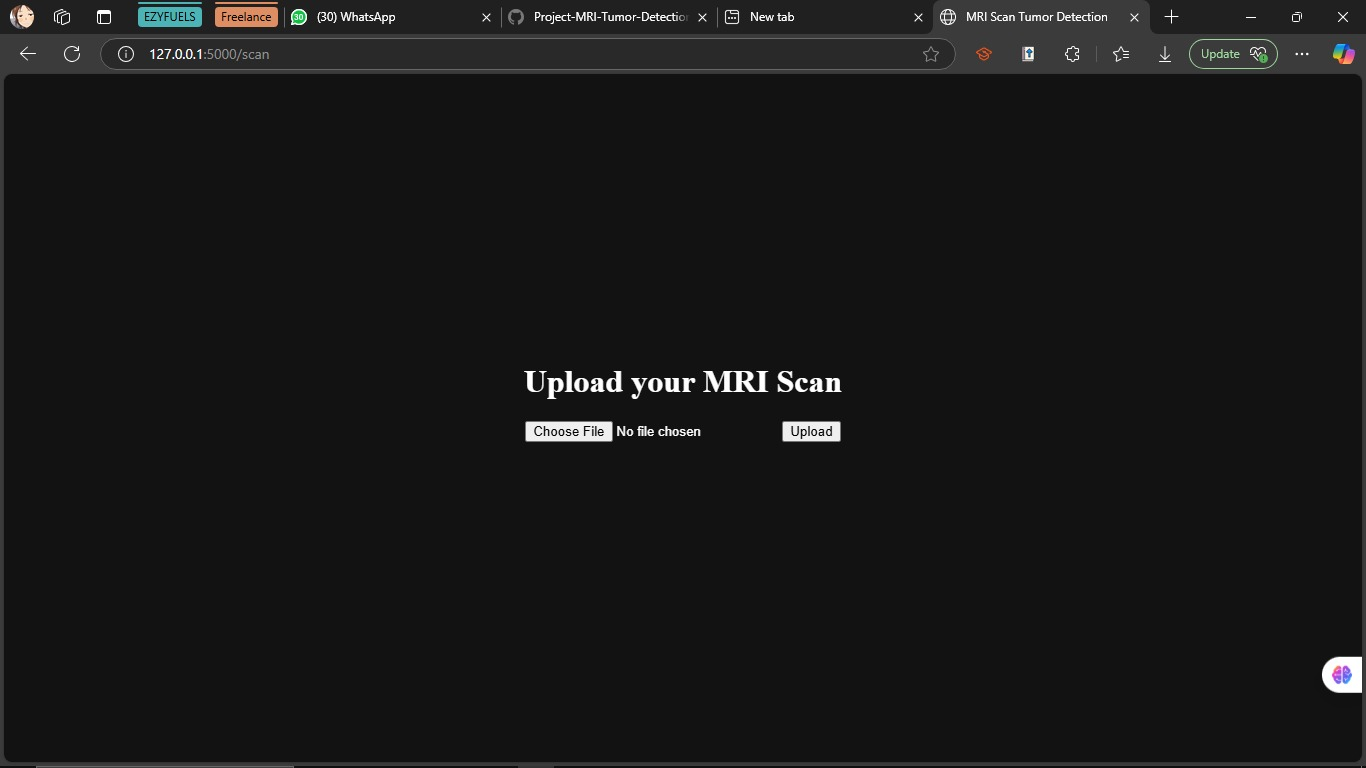 EZYFUELS Freelance 30 (30) WhatsApp Project-MRI-Tumor-Detection New tab MRI Scan Tumor Detection
127.0.0.1:5000/scan Update
Upload your MRI Scan
Choose File No file chosen Upload